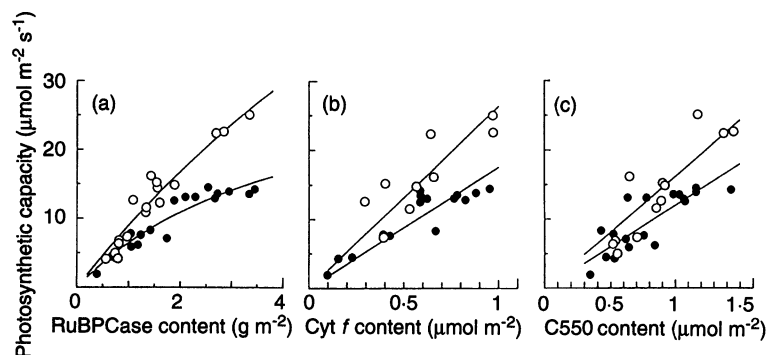 Photosynthetic capacity (μmol m⁻² s⁻¹)
30
20
10
(a)
(b)
(c)
0 2 4
0 0·5 1
0 0·5 1 1·5
RuBPCase content (g m⁻²)
Cyt f content (μmol m⁻²)
C550 content (μmol m⁻²)